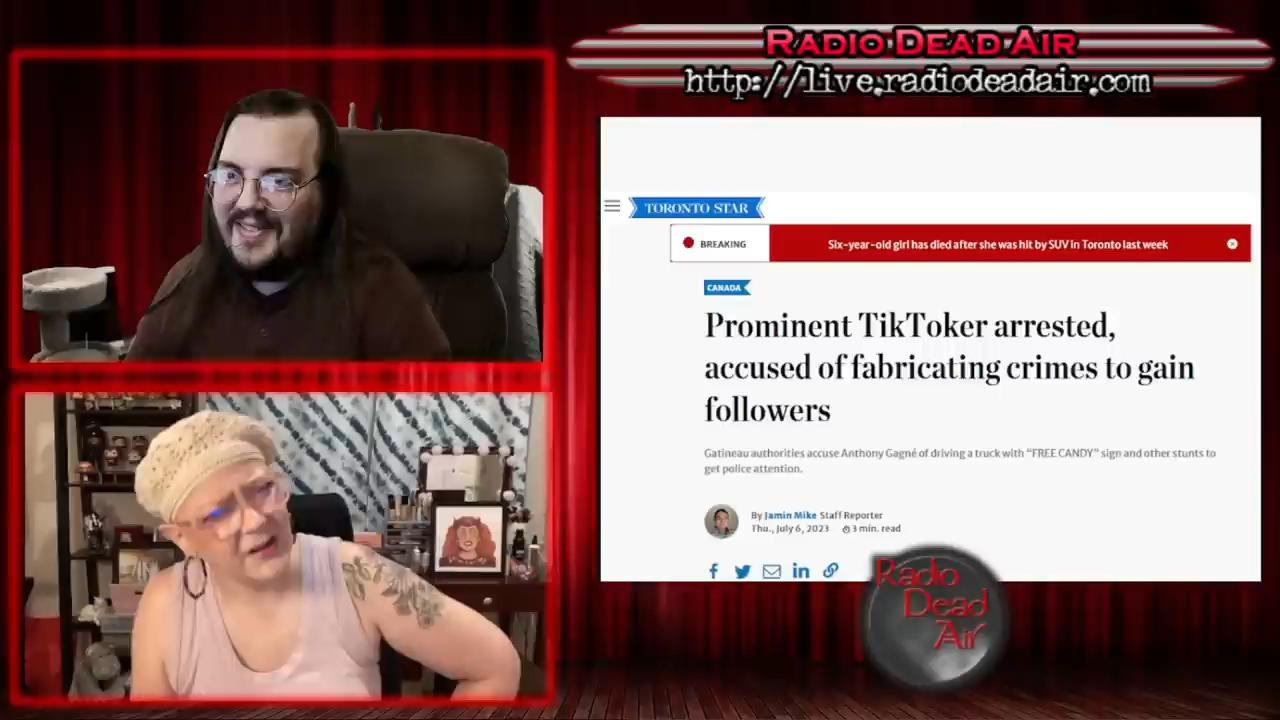 RADIO DEAD AIR
http://live.radiodeadair.com
TORONTO STAR
BREAKING
Six-year-old girl has died after she was hit by SUV in Toronto last week
CANADA
Prominent TikToker arrested,
accused of fabricating crimes to gain
followers
Gatineau authorities accuse Anthony Gagné of driving a truck with “FREE CANDY” sign and other stunts to
get police attention.
By Jamin Mike Staff Reporter
Thu., July 6, 2023 3 min. read
Radio
Dead
Air